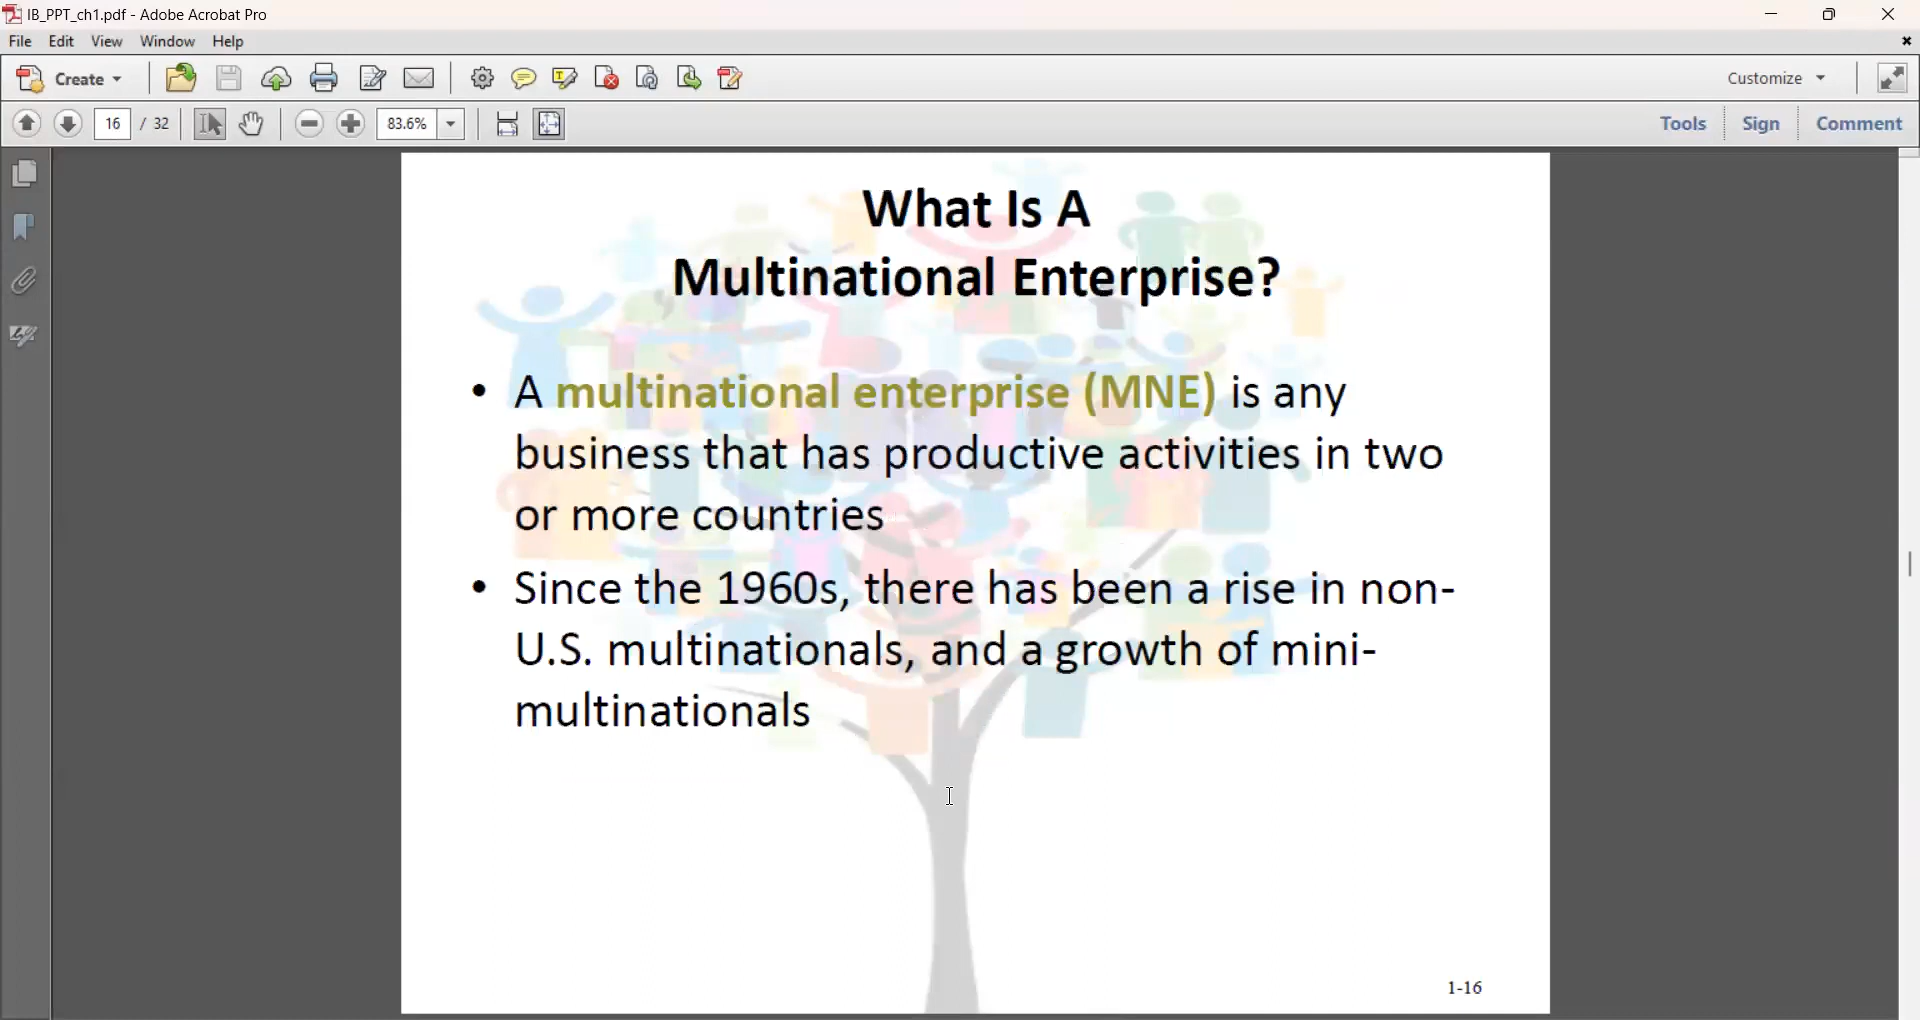 IB_PPT_ch1.pdf - Adobe Acrobat Pro
File Edit View Window Help
Create Customize
16 / 32 83.6% Tools Sign Comment
What Is A
Multinational Enterprise?
• A multinational enterprise (MNE) is any
business that has productive activities in two
or more countries
• Since the 1960s, there has been a rise in non-
U.S. multinationals, and a growth of mini-
multinationals
1-16